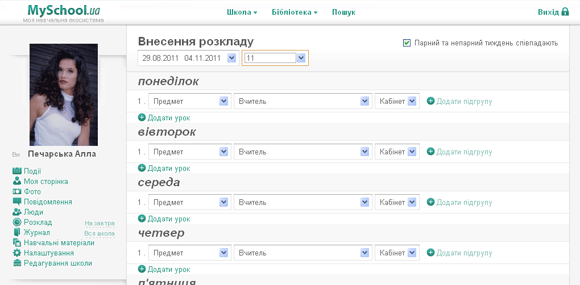 MySchool.ua
моя навчальна екосистема
Школа Бібліотека Пошук
Вихід
Внесення розкладу
Парний та непарний тиждень співпадають
29.08.2011 04.11.2011 11
понеділок
1 . Предмет Вчитель Кабінет Додати підгрупу
Додати урок
вівторок
1 . Предмет Вчитель Кабінет Додати підгрупу
Додати урок
середа
1 . Предмет Вчитель Кабінет Додати підгрупу
Додати урок
четвер
1 . Предмет Вчитель Кабінет Додати підгрупу
Додати урок
п'ятниця
Ви Печарська Алла
Події
Моя сторінка
Фото
Повідомлення
Люди
Розклад На завтра
Журнал Вся школа
Навчальні матеріали
Налаштування
Редагування школи